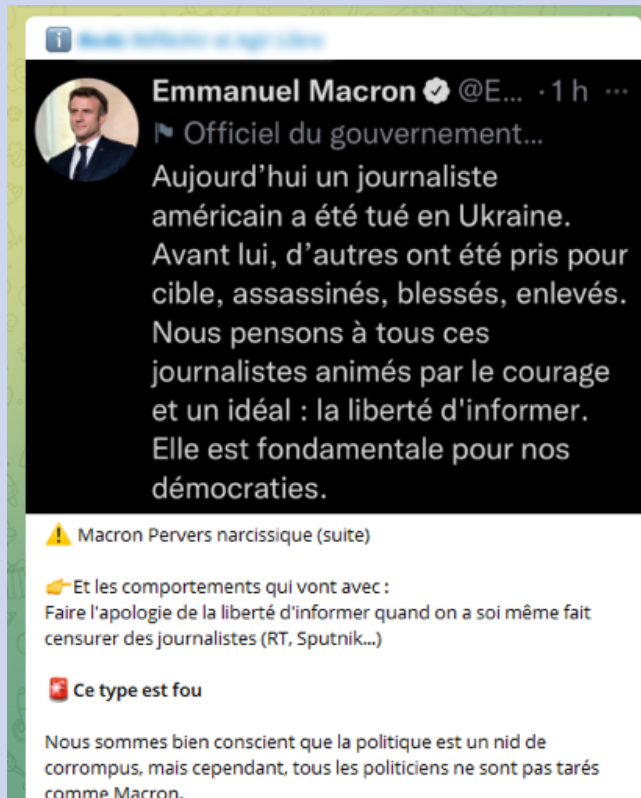 Emmanuel Macron @E... · 1 h ...
Officiel du gouvernement...
Aujourd'hui un journaliste
américain a été tué en Ukraine.
Avant lui, d'autres ont été pris pour
cible, assassinés, blessés, enlevés.
Nous pensons à tous ces
journalistes animés par le courage
et un idéal : la liberté d'informer.
Elle est fondamentale pour nos
démocraties.
⚠️ Macron Pervers narcissique (suite)
👉Et les comportements qui vont avec :
Faire l'apologie de la liberté d'informer quand on a soi même fait
censurer des journalistes (RT, Sputnik...)
🚨 Ce type est fou
Nous sommes bien conscient que la politique est un nid de
corrompus, mais cependant, tous les politiciens ne sont pas tarés
comme Macron.